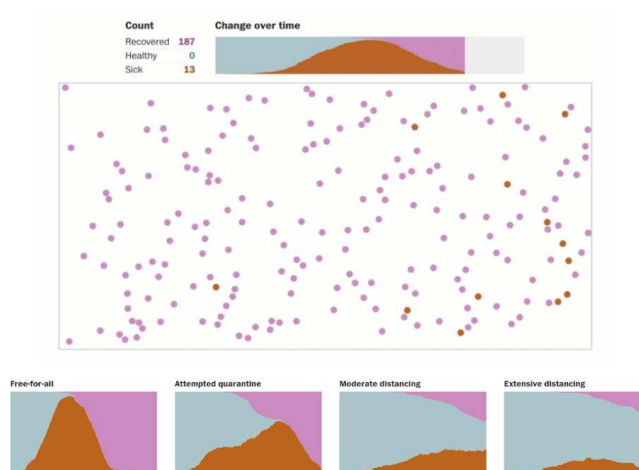 Count
Change over time
Recovered 187
Healthy 0
Sick 13
Free-for-all
Attempted quarantine
Moderate distancing
Extensive distancing